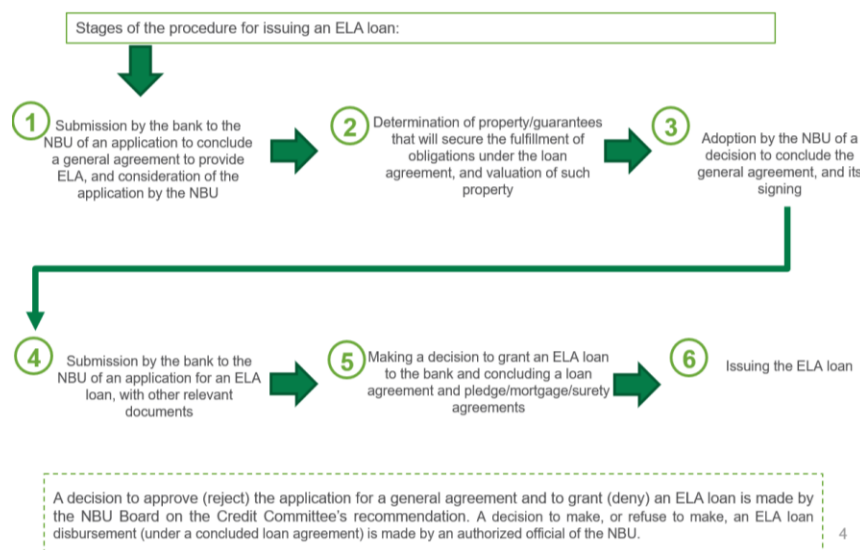 Stages of the procedure for issuing an ELA loan:
1
Submission by the bank to the
NBU of an application to conclude
a general agreement to provide
ELA, and consideration of the
application by the NBU
2
Determination of property/guarantees
that will secure the fulfillment of
obligations under the loan
agreement, and valuation of such
property
3
Adoption by the NBU of a
decision to conclude the
general agreement, and its
signing
4
Submission by the bank to the
NBU of an application for an ELA
loan, with other relevant
documents
5
Making a decision to grant an ELA loan
to the bank and concluding a loan
agreement and pledge/mortgage/surety
agreements
6
Issuing the ELA loan
A decision to approve (reject) the application for a general agreement and to grant (deny) an ELA loan is made by
the NBU Board on the Credit Committee's recommendation. A decision to make, or refuse to make, an ELA loan
disbursement (under a concluded loan agreement) is made by an authorized official of the NBU.
4